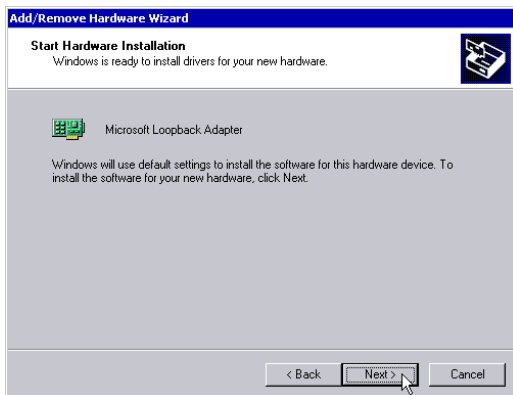 Add/Remove Hardware Wizard
Start Hardware Installation
Windows is ready to install drivers for your new hardware.
Microsoft Loopback Adapter
Windows will use default settings to install the software for this hardware device. To
install the software for your new hardware, click Next.
< Back
Next >
Cancel